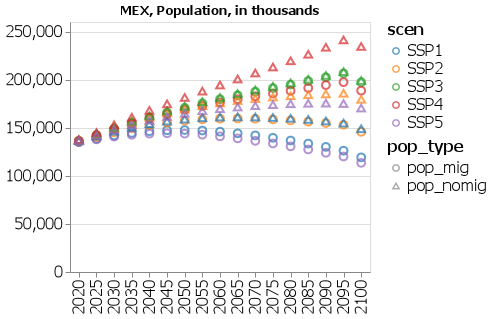 MEX, Population, in thousands
250,000
200,000
150,000
100,000
50,000
0
2020
2025
2030
2035
2040
2045
2050
2055
2060
2065
2070
2075
2080
2085
2090
2095
2100
scen
SSP1
SSP2
SSP3
SSP4
SSP5
pop_type
pop_mig
pop_nomig